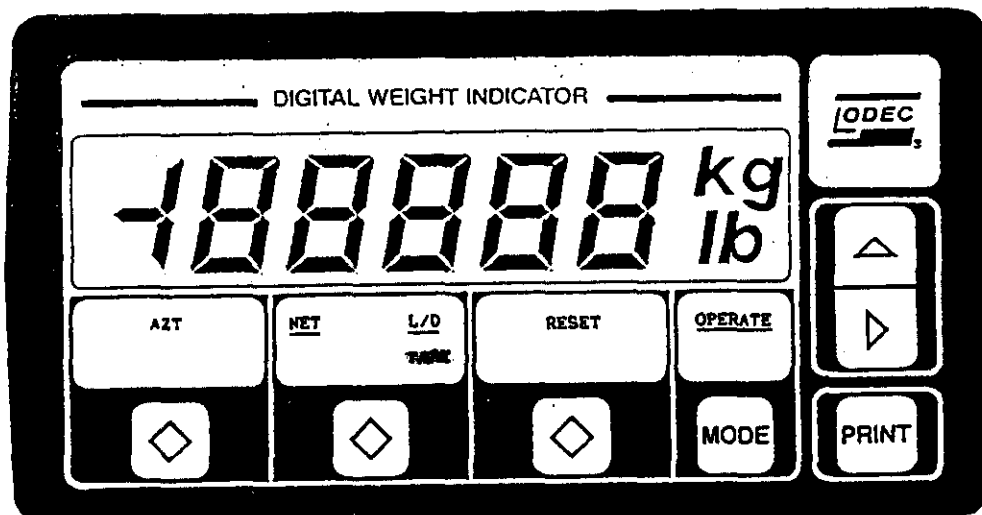 DIGITAL WEIGHT INDICATOR
LODEC
-188888 kg
lb
AZT
NET L/D
RESET
OPERATE
MODE
PRINT